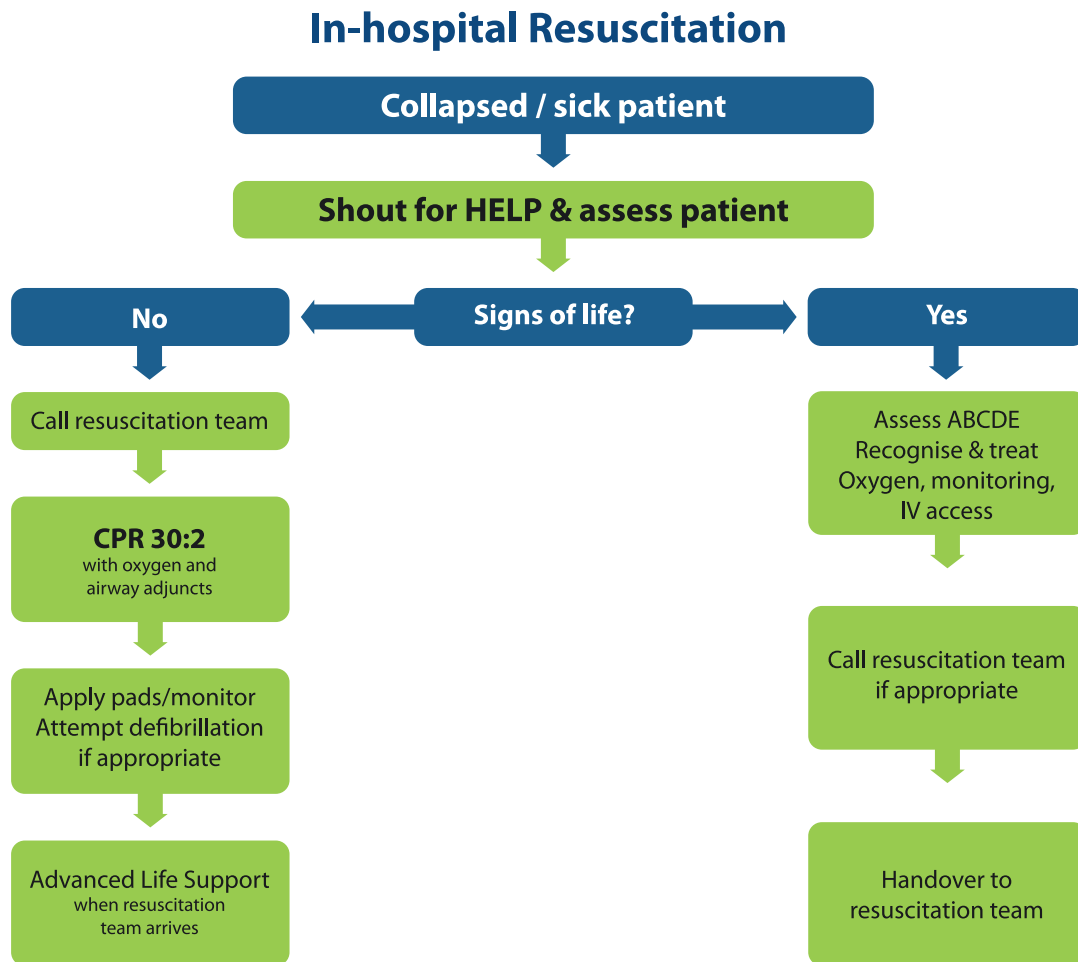 In-hospital Resuscitation
Collapsed / sick patient
Shout for HELP & assess patient
No
Signs of life?
Yes
Call resuscitation team
CPR 30:2
with oxygen and
airway adjuncts
Apply pads/monitor
Attempt defibrillation
if appropriate
Advanced Life Support
when resuscitation
team arrives
Assess ABCDE
Recognise & treat
Oxygen, monitoring,
IV access
Call resuscitation team
if appropriate
Handover to
resuscitation team